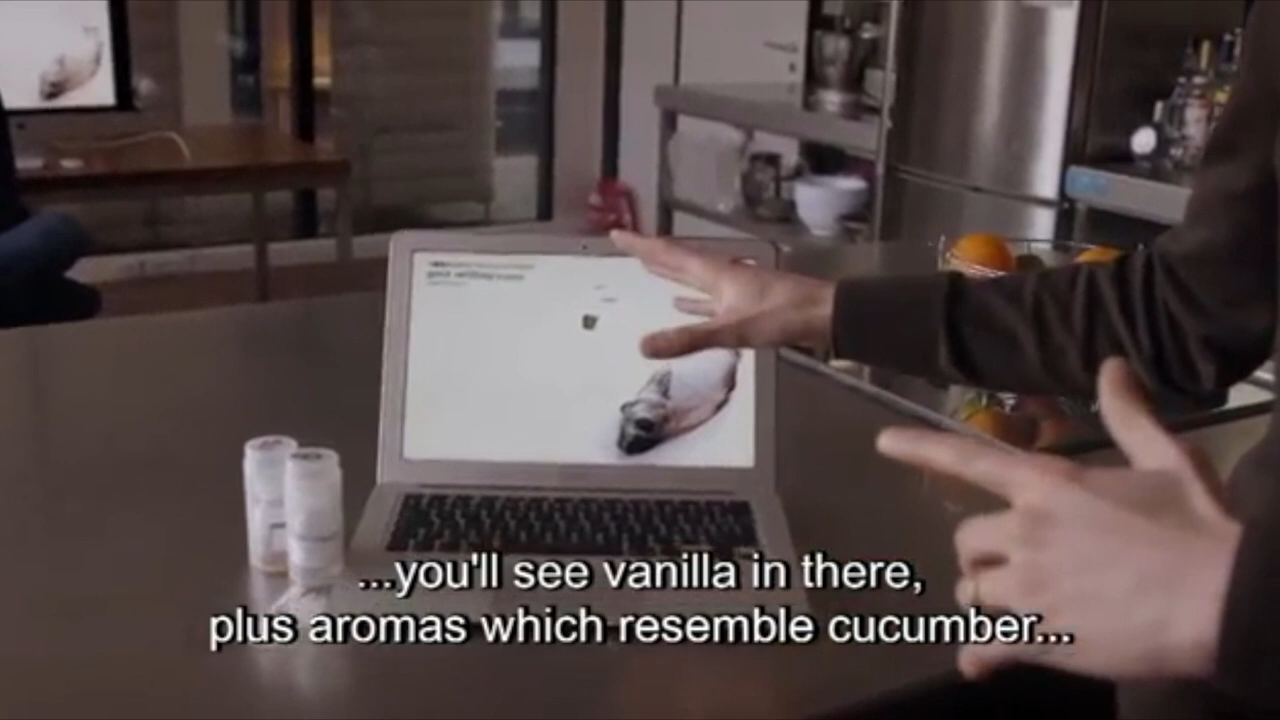 ...you'll see vanilla in there,
plus aromas which resemble cucumber...